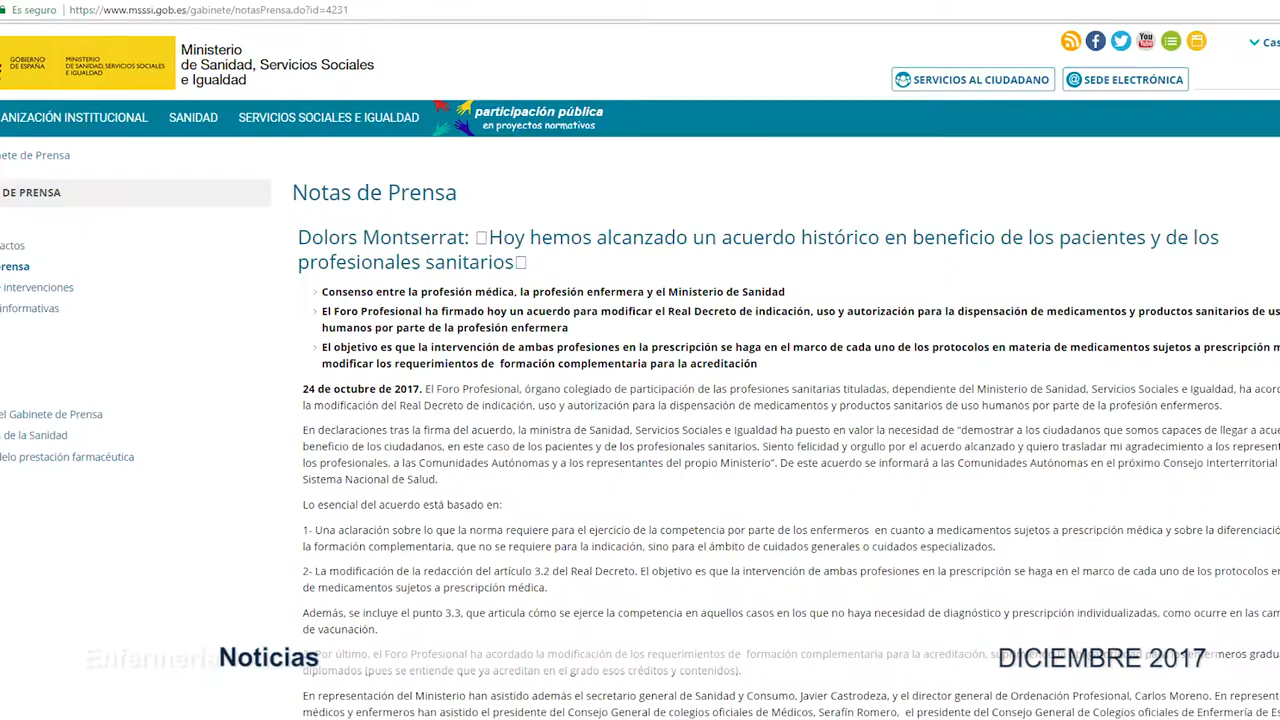 Es seguro | https://www.msssi.gob.es/gabinete/notasPrensa.do?id=4231
GOBIERNO DE ESPAÑA
MINISTERIO DE SANIDAD, SERVICIOS SOCIALES E IGUALDAD
Ministerio
de Sanidad, Servicios Sociales
e Igualdad
You
SERVICIOS AL CIUDADANO
SEDE ELECTRÓNICA
Cas
ANIZACIÓN INSTITUCIONAL SANIDAD SERVICIOS SOCIALES E IGUALDAD
participación pública
en proyectos normativos
ete de Prensa
DE PRENSA
actos
rensa
intervenciones
informativas
el Gabinete de Prensa
de la Sanidad
elo prestación farmacéutica
Notas de Prensa
Dolors Montserrat: Hoy hemos alcanzado un acuerdo histórico en beneficio de los pacientes y de los
profesionales sanitarios
Consenso entre la profesión médica, la profesión enfermera y el Ministerio de Sanidad
El Foro Profesional ha firmado hoy un acuerdo para modificar el Real Decreto de indicación, uso y autorización para la dispensación de medicamentos y productos sanitarios de us
humanos por parte de la profesión enfermera
El objetivo es que la intervención de ambas profesiones en la prescripción se haga en el marco de cada uno de los protocolos en materia de medicamentos sujetos a prescripción m
modificar los requerimientos de formación complementaria para la acreditación
24 de octubre de 2017. El Foro Profesional, órgano colegiado de participación de las profesiones sanitarias tituladas, dependiente del Ministerio de Sanidad, Servicios Sociales e Igualdad, ha acord
la modificación del Real Decreto de indicación, uso y autorización para la dispensación de medicamentos y productos sanitarios de uso humanos por parte de la profesión enfermeros.
En declaraciones tras la firma del acuerdo, la ministra de Sanidad, Servicios Sociales e Igualdad ha puesto en valor la necesidad de “demostrar a los ciudadanos que somos capaces de llegar a acue
beneficio de los ciudadanos, en este caso de los pacientes y de los profesionales sanitarios. Siento felicidad y orgullo por el acuerdo alcanzado y quiero trasladar mi agradecimiento a los represen
los profesionales, a las Comunidades Autónomas y a los representantes del propio Ministerio”. De este acuerdo se informará a las Comunidades Autónomas en el próximo Consejo Interterritorial
Sistema Nacional de Salud.
Lo esencial del acuerdo está basado en:
1- Una aclaración sobre lo que la norma requiere para el ejercicio de la competencia por parte de los enfermeros en cuanto a medicamentos sujetos a prescripción médica y sobre la diferenciació
la formación complementaria, que no se requiere para la indicación, sino para el ámbito de cuidados generales o cuidados especializados.
2- La modificación de la redacción del artículo 3.2 del Real Decreto. El objetivo es que la intervención de ambas profesiones en la prescripción se haga en el marco de cada uno de los protocolos en
de medicamentos sujetos a prescripción médica.
Además, se incluye el punto 3.3, que articula cómo se ejerce la competencia en aquellos casos en los que no haya necesidad de diagnóstico y prescripción individualizadas, como ocurre en las cam
de vacunación.
Por último, el Foro Profesional ha acordado la modificación de los requerimientos de formación complementaria para la acreditación, enfermeros gradu
diplomados (pues se entiende que ya acreditan en el grado esos créditos y contenidos).
Enfermería Noticias
DICIEMBRE 2017
En representación del Ministerio han asistido además el secretario general de Sanidad y Consumo, Javier Castrodeza, y el director general de Ordenación Profesional, Carlos Moreno. En represent
médicos y enfermeros han asistido el presidente del Consejo General de colegios oficiales de Médicos, Serafín Romero, el presidente del Consejo General de Colegios oficiales de Enfermería de Es